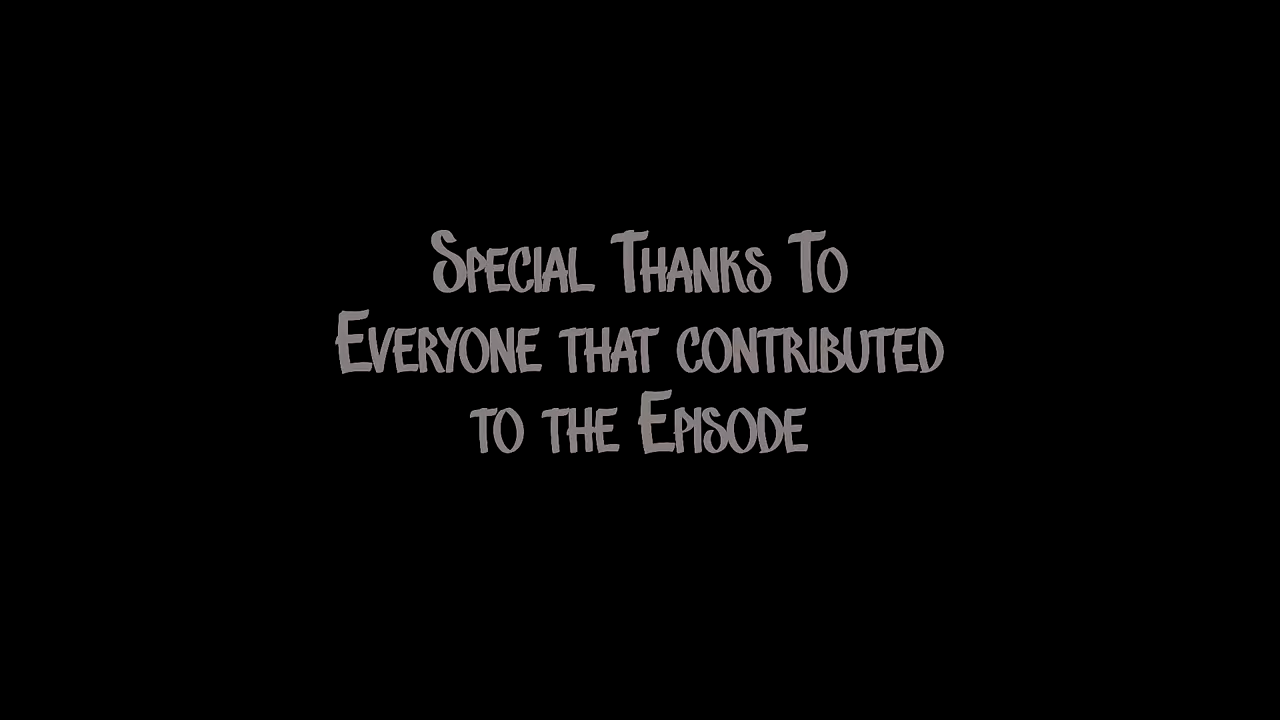 Special Thanks To
Everyone that contributed
to the Episode